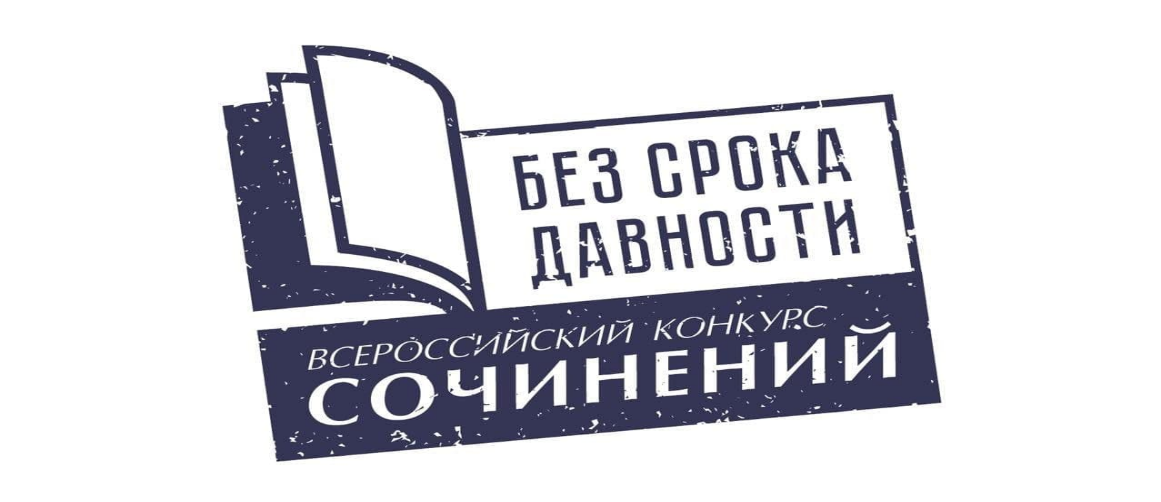 БЕЗ СРОКА
ДАВНОСТИ
ВСЕРОССИЙСКИЙ КОНКУРС
СОЧИНЕНИЙ